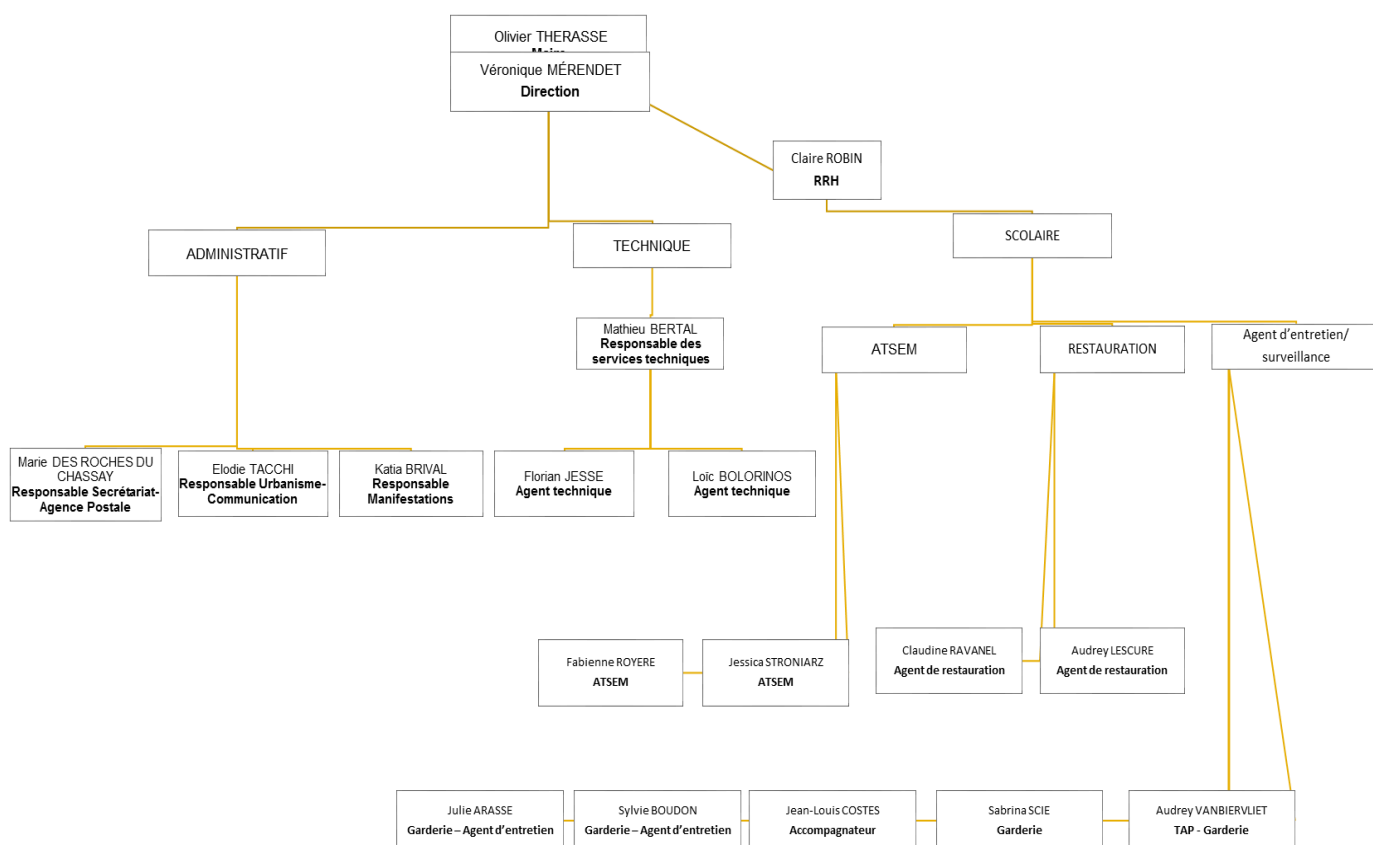 Olivier THERASSE
Véronique MÉRENDET
Direction
Claire ROBIN
RRH
ADMINISTRATIF
TECHNIQUE
SCOLAIRE
Mathieu BERTAL
Responsable des
services techniques
ATSEM
RESTAURATION
Agent d'entretien/
surveillance
Marie DES ROCHES DU
CHASSAY
Responsable Secrétariat-
Agence Postale
Elodie TACCHI
Responsable Urbanisme-
Communication
Katia BRIVAL
Responsable
Manifestations
Florian JESSE
Agent technique
Loïc BOLORINOS
Agent technique
Fabienne ROYERE
ATSEM
Jessica STRONIARZ
ATSEM
Claudine RAVANEL
Agent de restauration
Audrey LESCURE
Agent de restauration
Julie ARASSE
Garderie – Agent d'entretien
Sylvie BOUDON
Garderie – Agent d'entretien
Jean-Louis COSTES
Accompagnateur
Sabrina SCIE
Garderie
Audrey VANBIERVLIET
TAP - Garderie